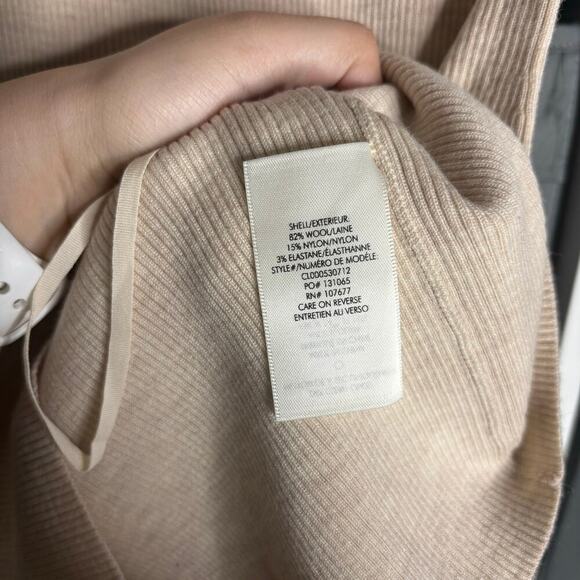 SHELL/EXTERIEUR:
82% WOOL/LAINE
15% NYLON/NYLON
3% ELASTANE/ÉLASTHANNE
STYLE#/NUMÉRO DE MODÈLE:
CL000530712
PO# 131065
RN# 107677
CARE ON REVERSE
ENTRETIEN AU VERSO